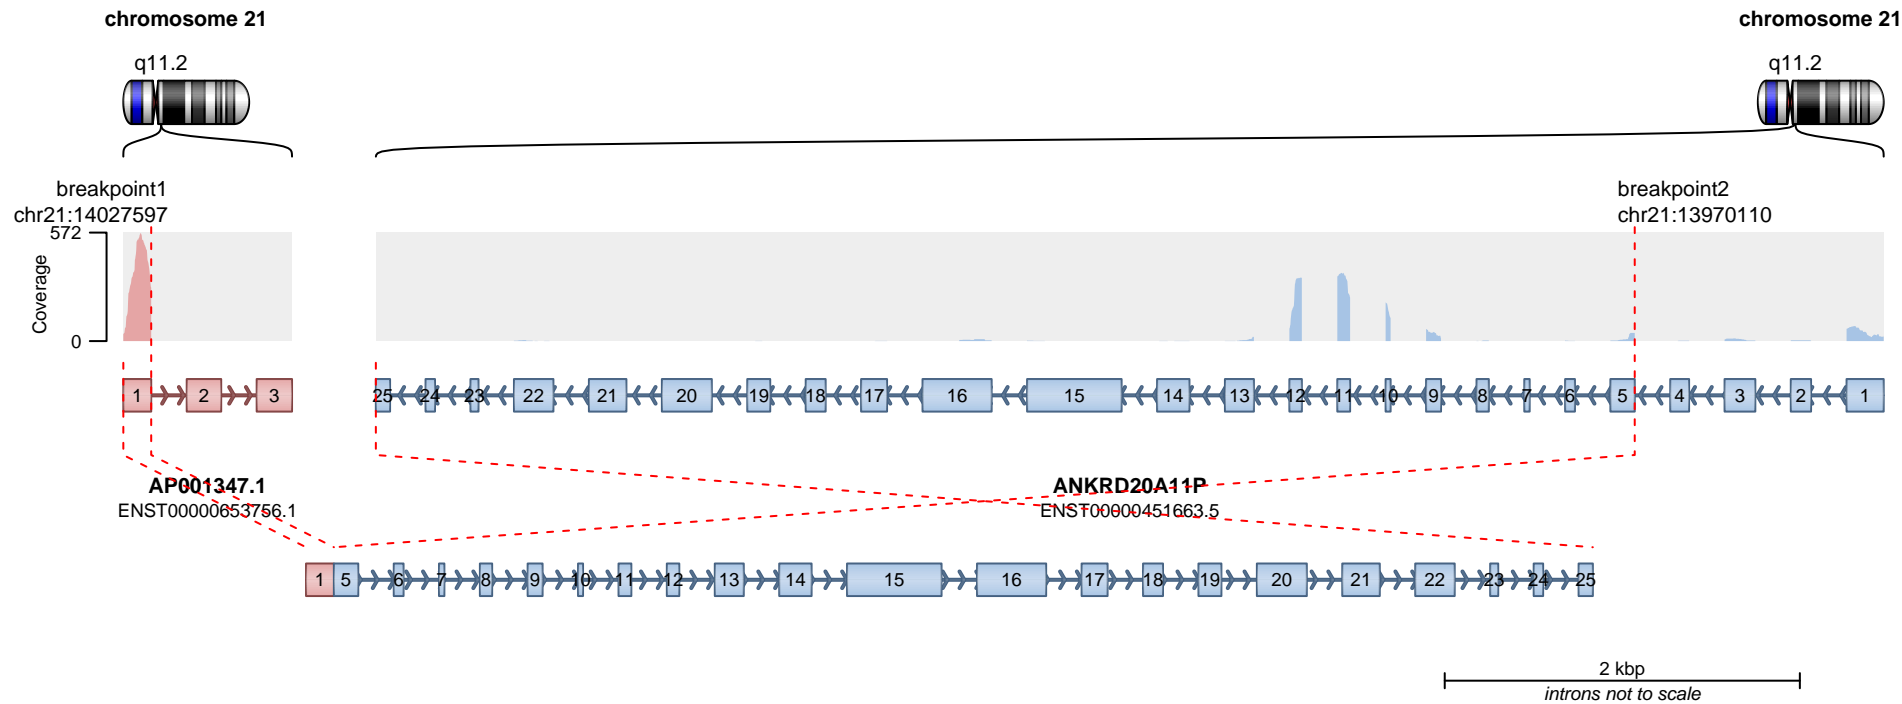 chromosome 21
chromosome 21
q11.2
q11.2
breakpoint1
chr21:14027597
breakpoint2
chr21:13970110
572
Coverage
0
1 2 3
25 24 23 22 21 20 19 18 17 16 15 14 13 12 11 10 9 8 7 6 5 4 3 2 1
AP001347.1
ENST00000653756.1
ANKRD20A11P
ENST00000451663.5
1 5 6 7 8 9 10 11 12 13 14 15 16 17 18 19 20 21 22 23 24 25
2 kbp
introns not to scale